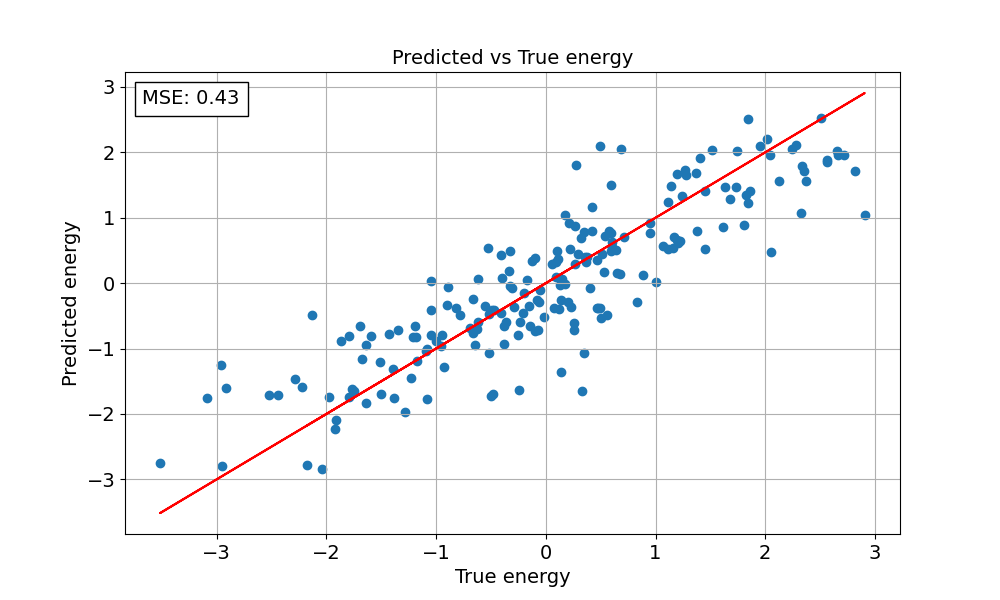 Predicted vs True energy
MSE: 0.43
3
2
1
0
−1
−2
−3
Predicted energy
−3 −2 −1 0 1 2 3
True energy